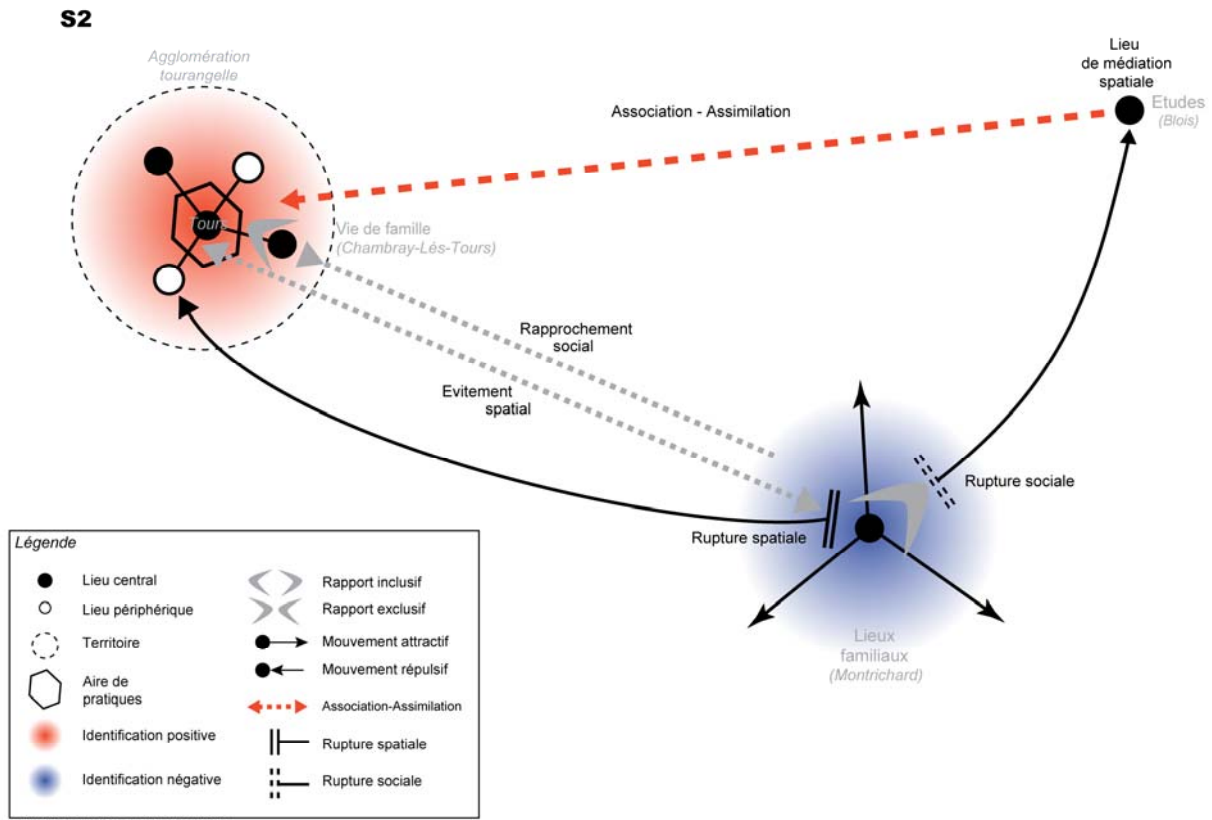 S2
Agglomération
tourangelle
Lieu
de médiation
spatiale
Etudes
(Blois)
Association - Assimilation
Tours
Vie de famille
(Chambray-Lés-Tours)
Rapprochement
social
Evitement
spatial
Rupture sociale
Rupture spatiale
Lieux
familiaux
(Montrichard)
Légende
Lieu central
Lieu périphérique
Territoire
Aire de
pratiques
Identification positive
Identification négative
Rapport inclusif
Rapport exclusif
Mouvement attractif
Mouvement répulsif
Association-Assimilation
Rupture spatiale
Rupture sociale